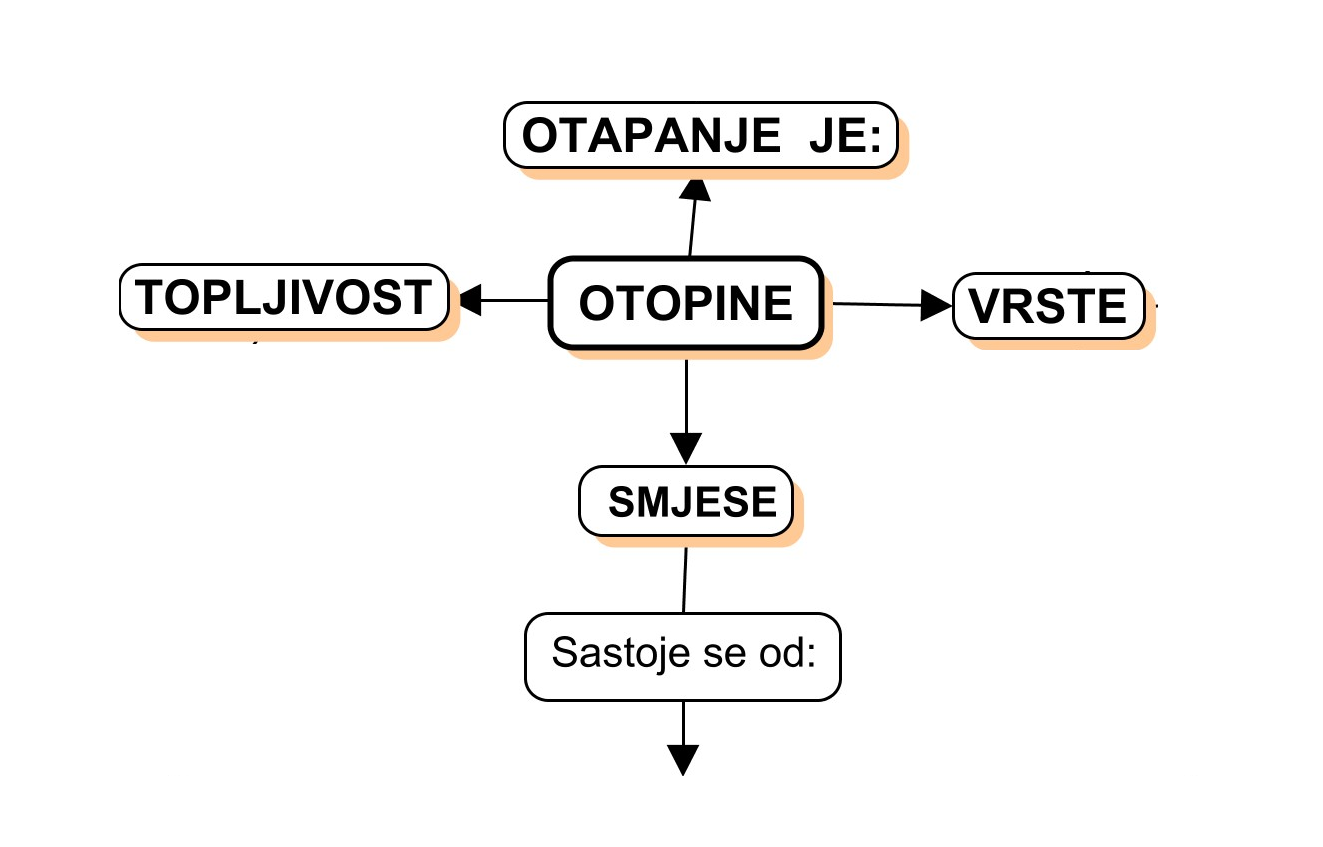 OTAPANJE JE:
TOPLJIVOST
OTOPINE
VRSTE
SMJESE
Sastoje se od: